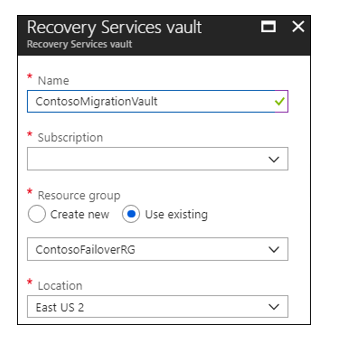 Recovery Services vault
Recovery Services vault
* Name
ContosoMigrationVault
* Subscription
* Resource group
Create new Use existing
ContosoFailoverRG
* Location
East US 2